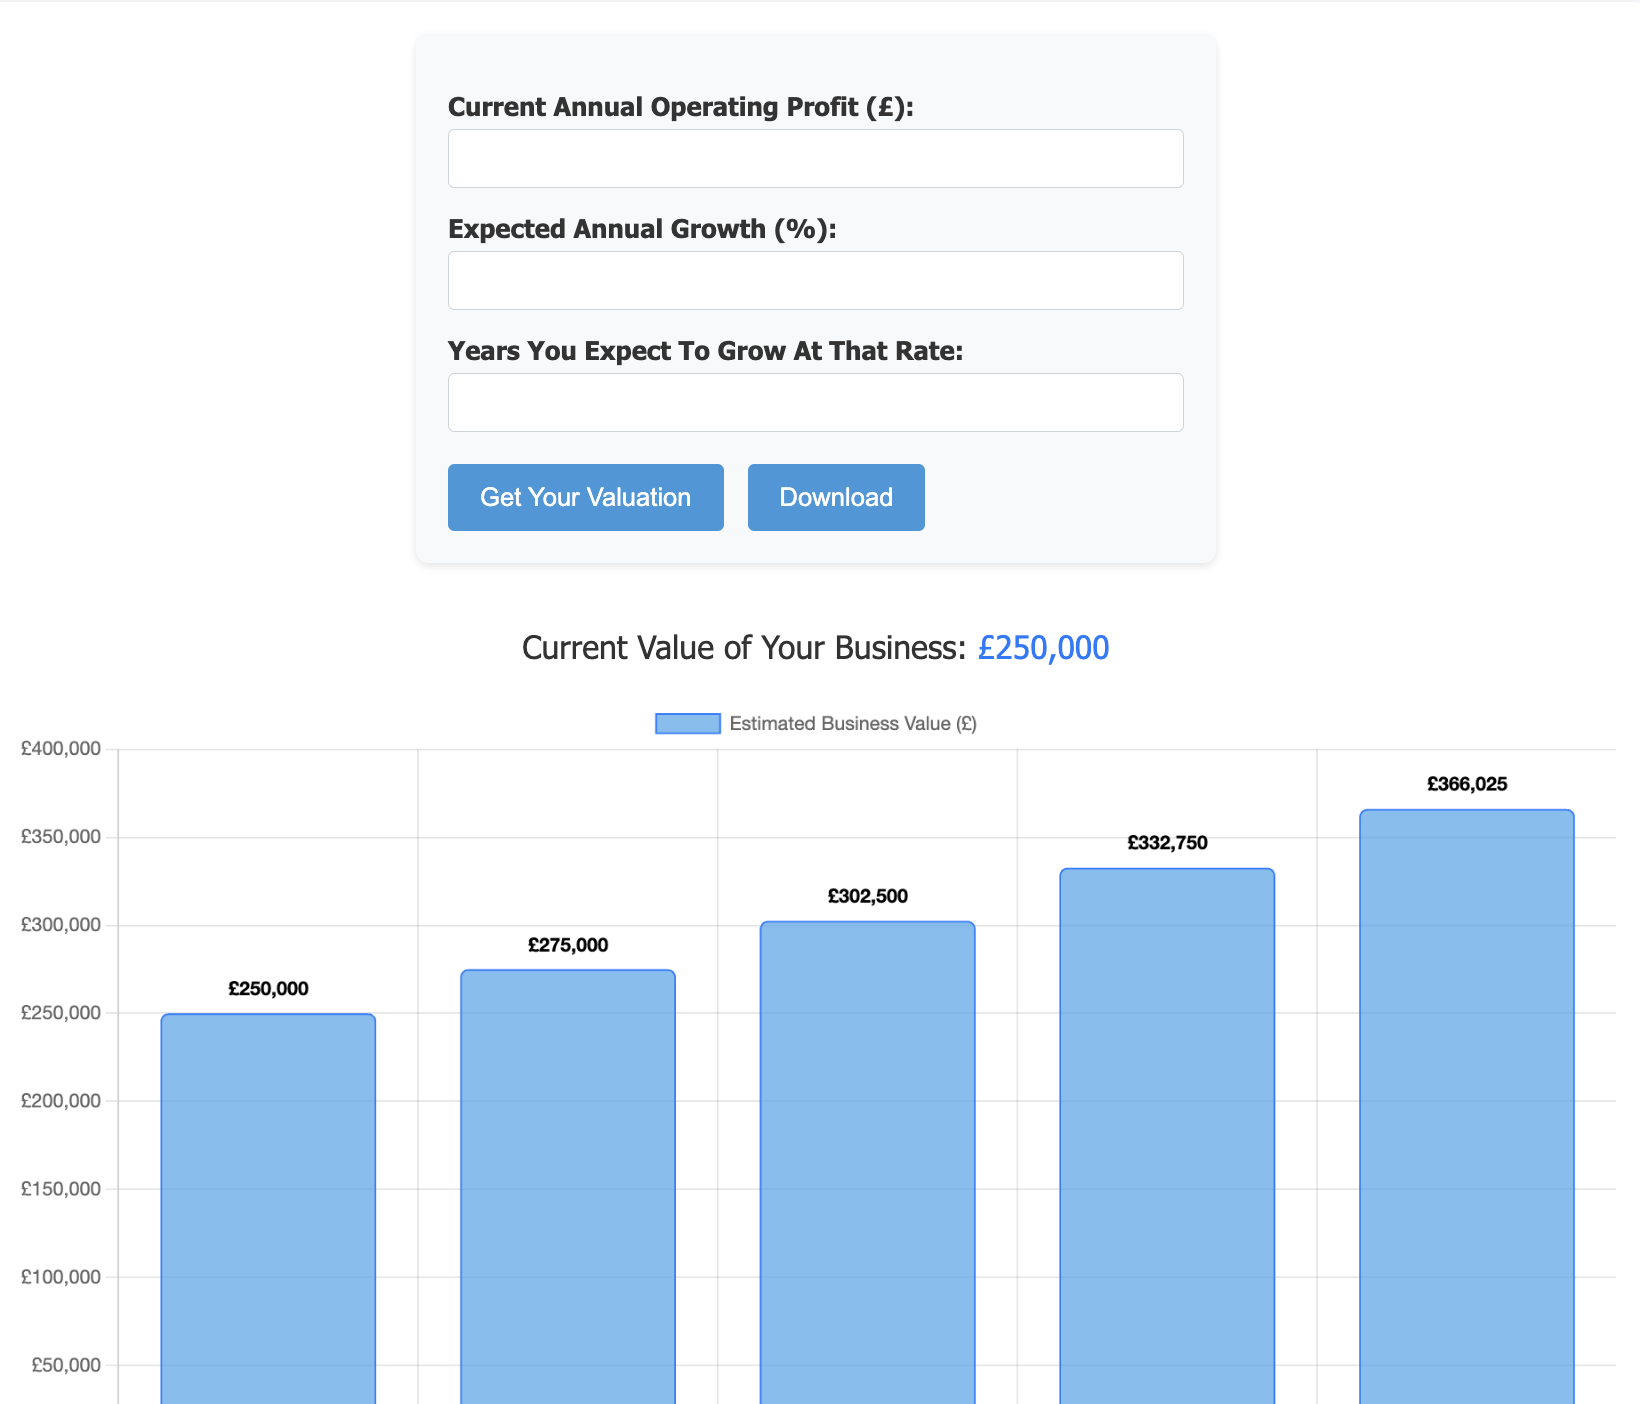 Current Annual Operating Profit (£):
Expected Annual Growth (%):
Years You Expect To Grow At That Rate:
Get Your Valuation
Download
Current Value of Your Business: £250,000
Estimated Business Value (£)
£400,000
£366,025
£350,000
£332,750
£302,500
£300,000
£275,000
£250,000
£250,000
£200,000
£150,000
£100,000
£50,000